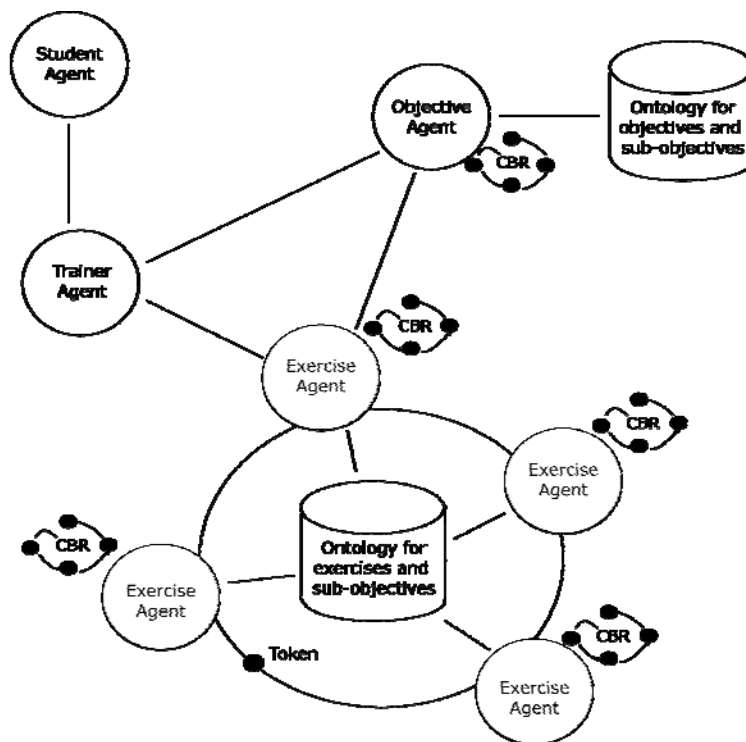 Student
Agent
Objective
Agent
CBR
Ontology for
objectives and
sub-objectives
Trainer
Agent
CBR
Exercise
Agent
CBR
Exercise
Agent
Ontology for
exercises and
sub-objectives
CBR
Exercise
Agent
Token
CBR
Exercise
Agent